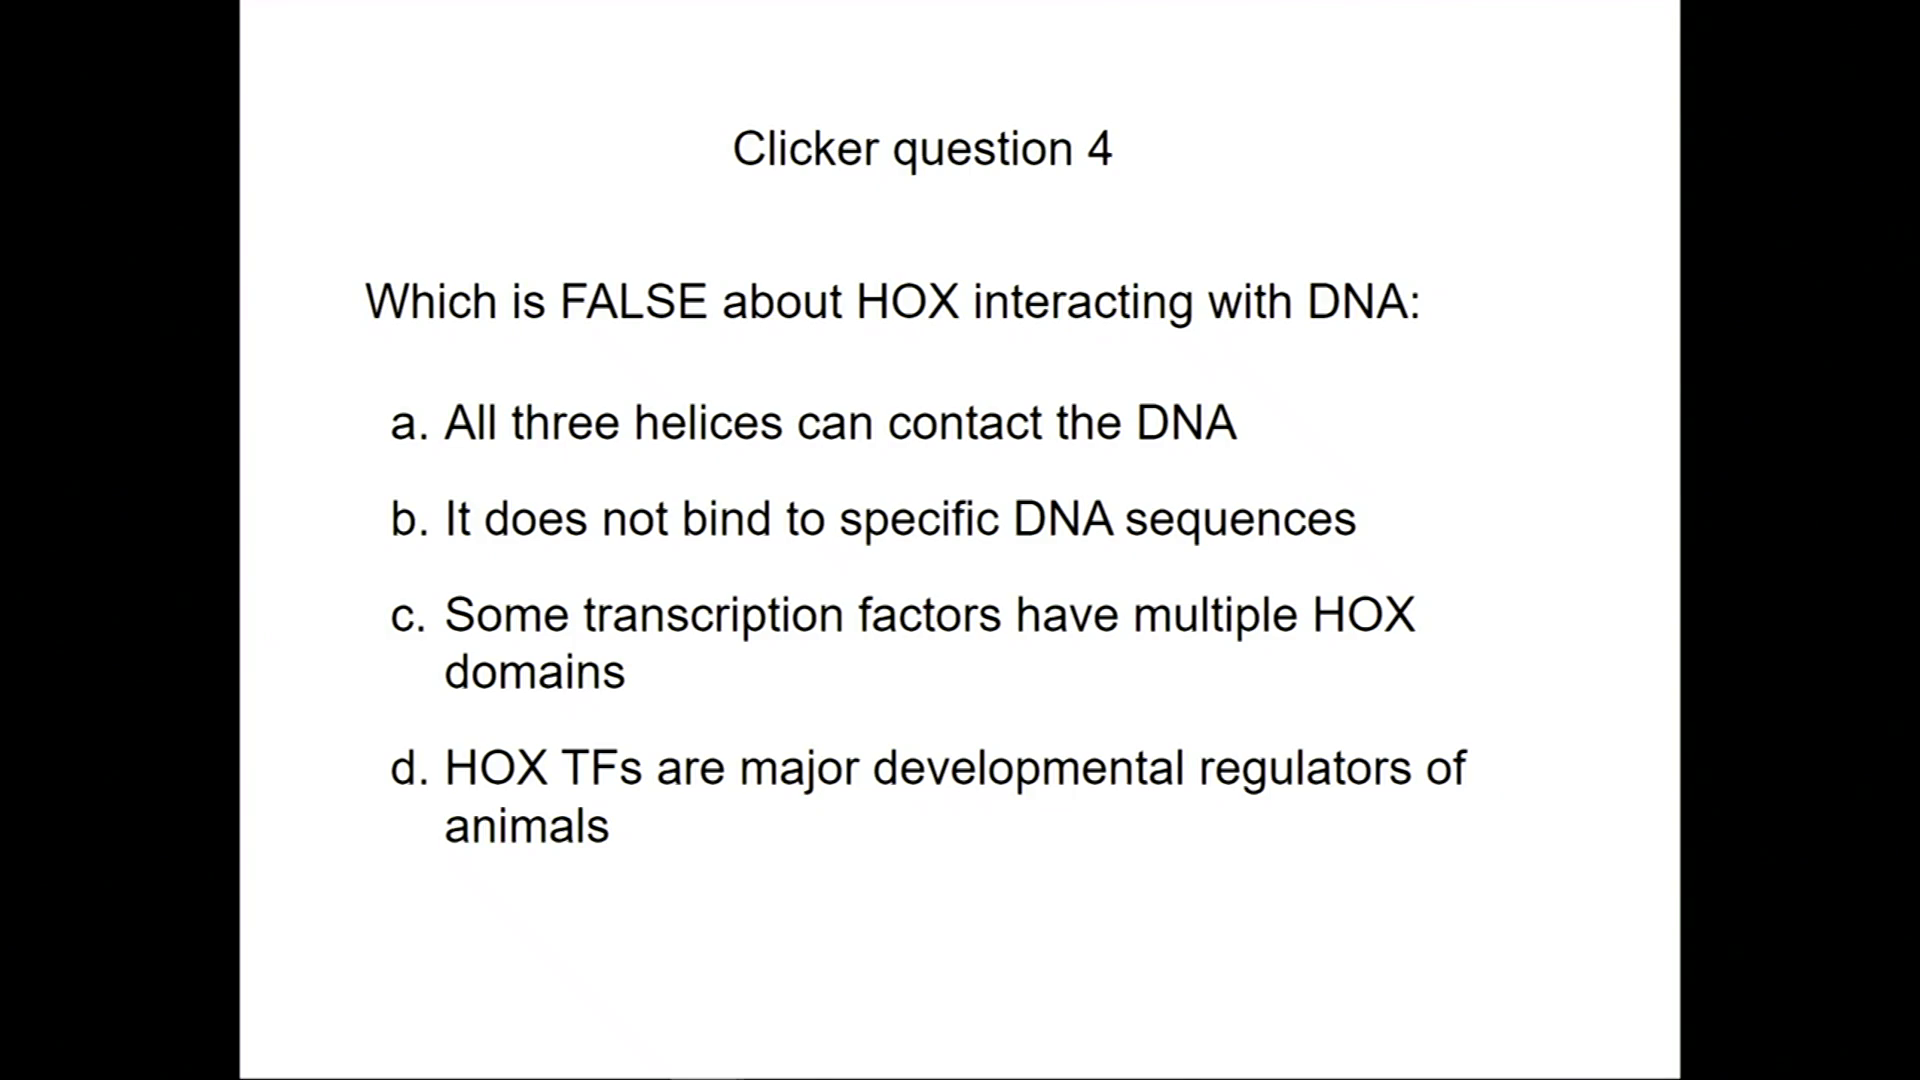 Clicker question 4
Which is FALSE about HOX interacting with DNA:
a. All three helices can contact the DNA
b. It does not bind to specific DNA sequences
c. Some transcription factors have multiple HOX
domains
d. HOX TFs are major developmental regulators of
animals